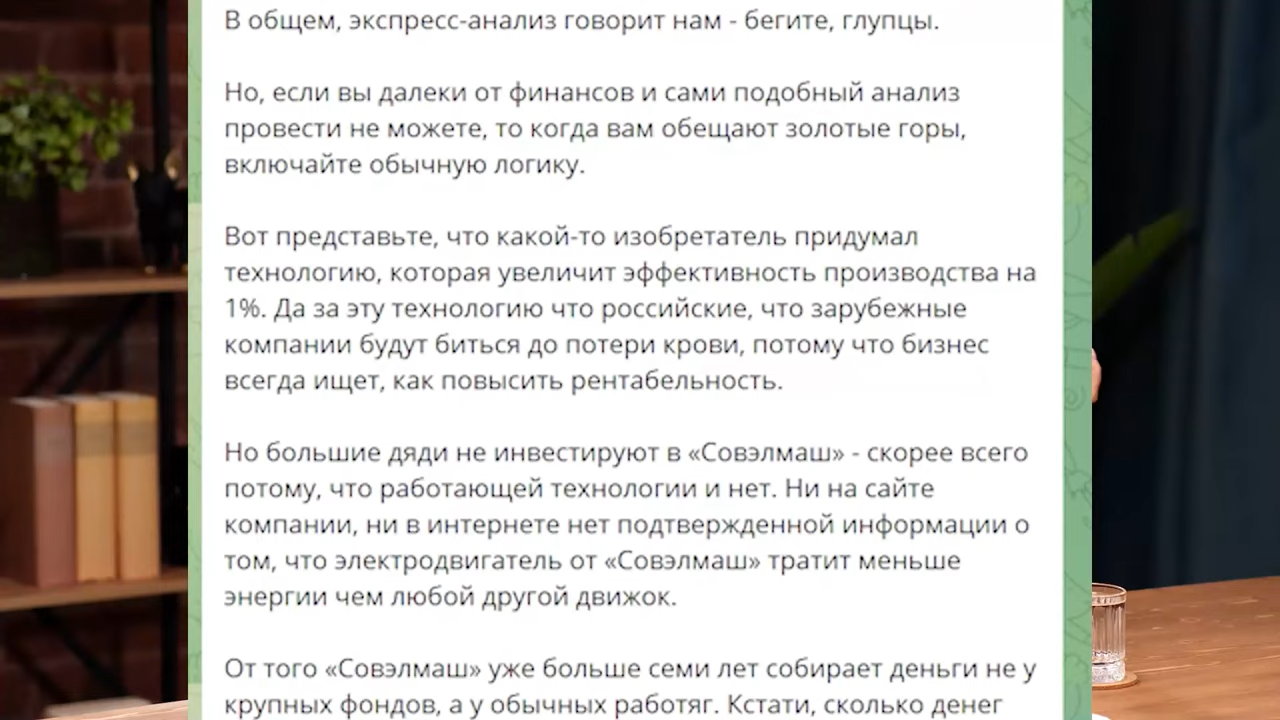 В общем, экспресс-анализ говорит нам - бегите, глупцы.
Но, если вы далеки от финансов и сами подобный анализ
провести не можете, то когда вам обещают золотые горы,
включайте обычную логику.
Вот представьте, что какой-то изобретатель придумал
технологию, которая увеличит эффективность производства на
1%. Да за эту технологию что российские, что зарубежные
компании будут биться до потери крови, потому что бизнес
всегда ищет, как повысить рентабельность.
Но большие дяди не инвестируют в «Совэлмаш» - скорее всего
потому, что работающей технологии и нет. Ни на сайте
компании, ни в интернете нет подтвержденной информации о
том, что электродвигатель от «Совэлмаш» тратит меньше
энергии чем любой другой движок.
От того «Совэлмаш» уже больше семи лет собирает деньги не у
крупных фондов, а у обычных работяг. Кстати, сколько денег